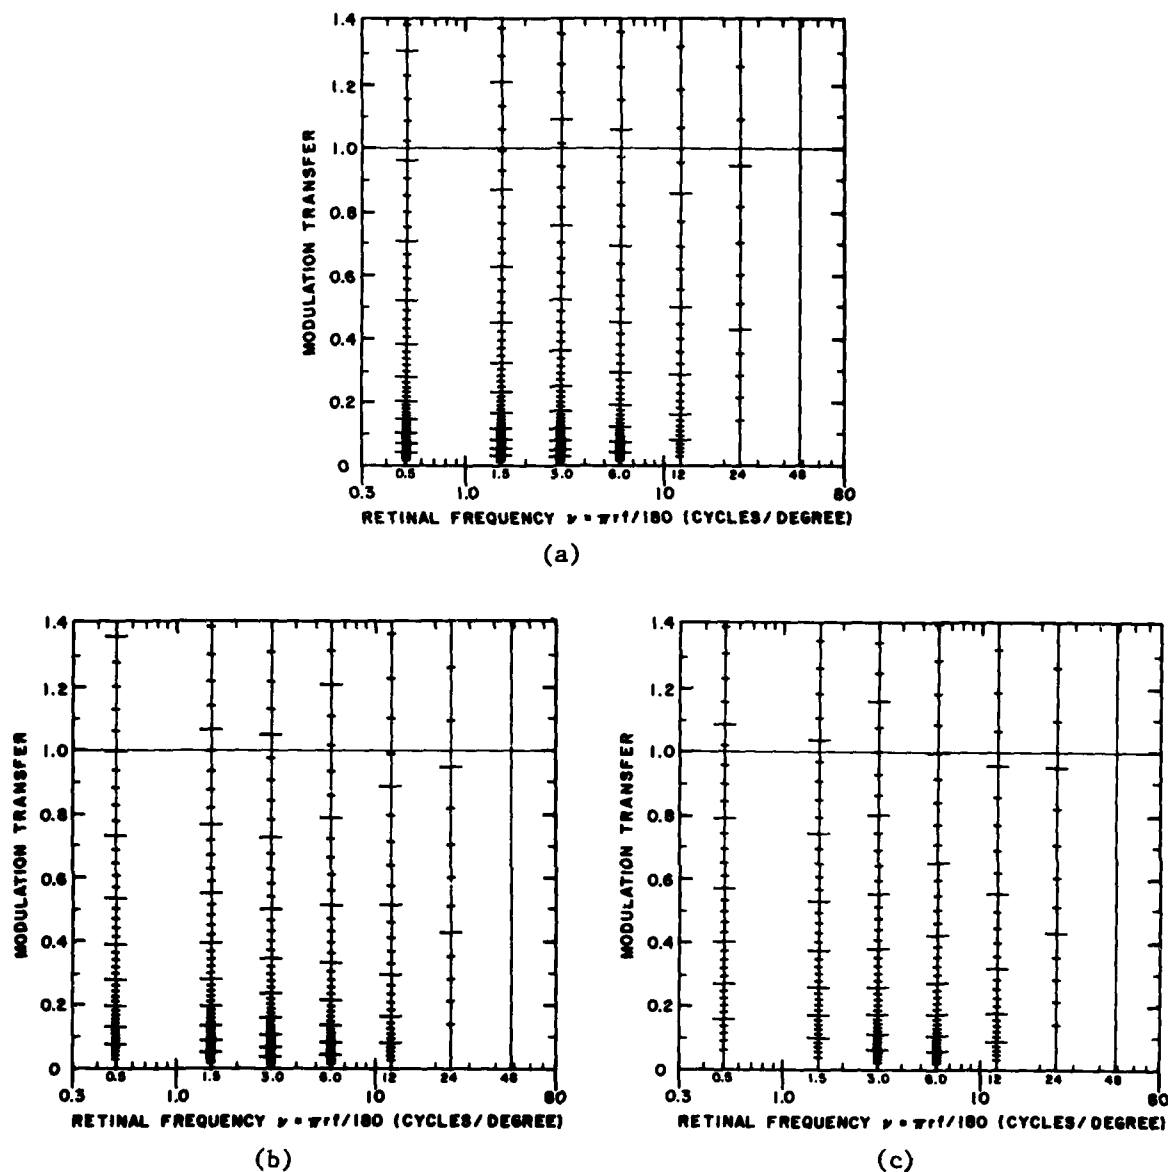 1.4
1.2
1.0
0.8
0.6
0.4
0.2
0
MODULATION TRANSFER
0.5 1.5 3.0 6.0 12 24 48
0.3 1.0 10 60
RETINAL FREQUENCY ν = πrf/180 (CYCLES/DEGREE)
(a)
1.4
1.2
1.0
0.8
0.6
0.4
0.2
0
MODULATION TRANSFER
0.5 1.5 3.0 6.0 12 24 48
0.3 1.0 10 60
RETINAL FREQUENCY ν = πrf/180 (CYCLES/DEGREE)
(b)
1.4
1.2
1.0
0.8
0.6
0.4
0.2
0
MODULATION TRANSFER
0.5 1.5 3.0 6.0 12 24 48
0.3 1.0 10 60
RETINAL FREQUENCY ν = πrf/180 (CYCLES/DEGREE)
(c)